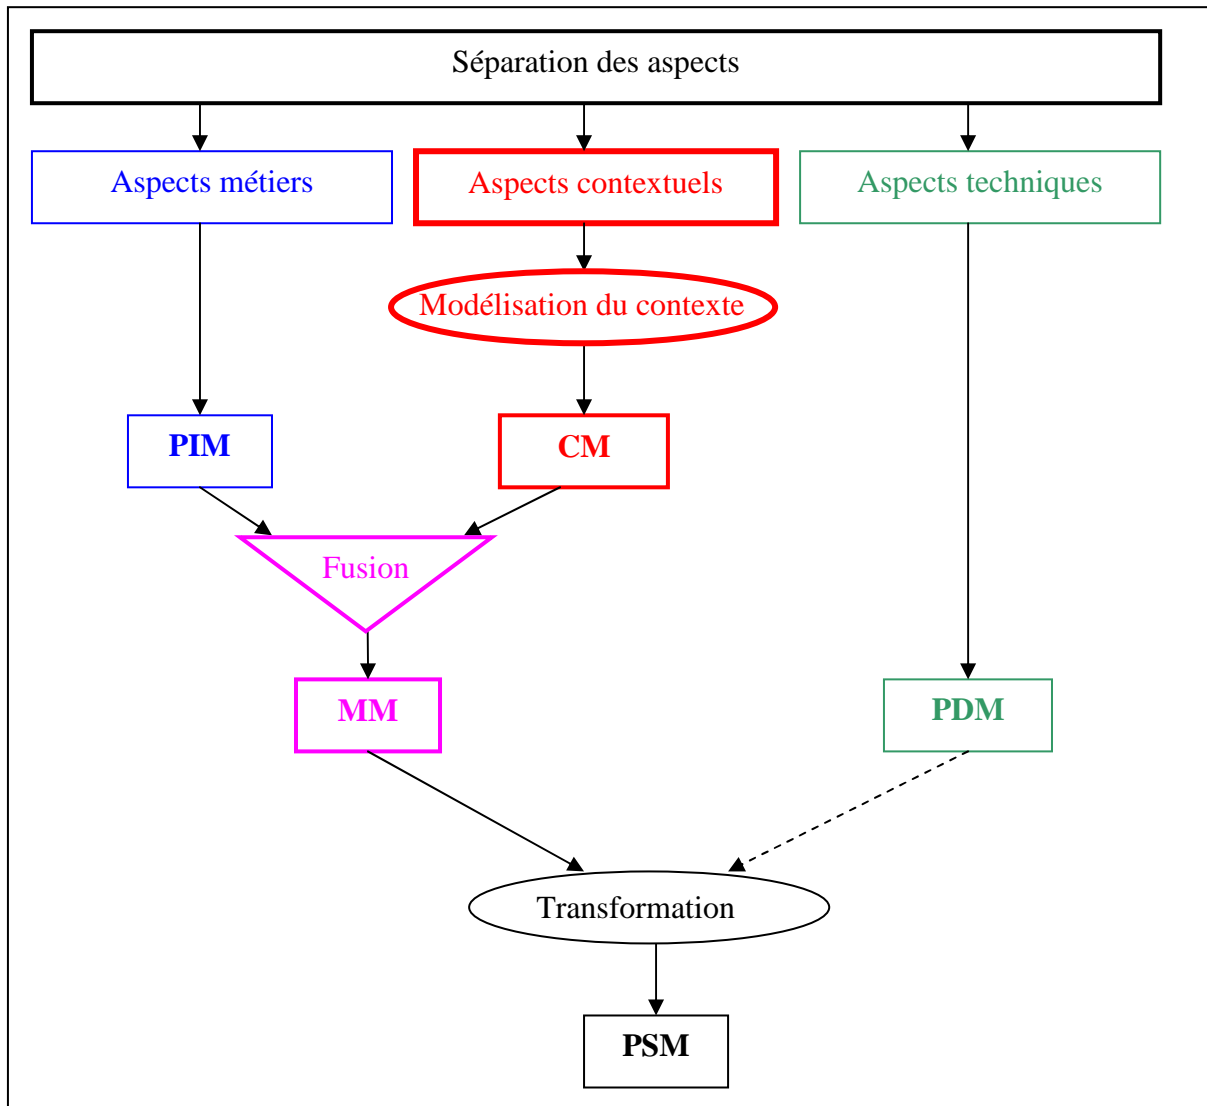 Séparation des aspects
Aspects métiers
Aspects contextuels
Aspects techniques
Modélisation du contexte
PIM
CM
Fusion
MM
PDM
Transformation
PSM